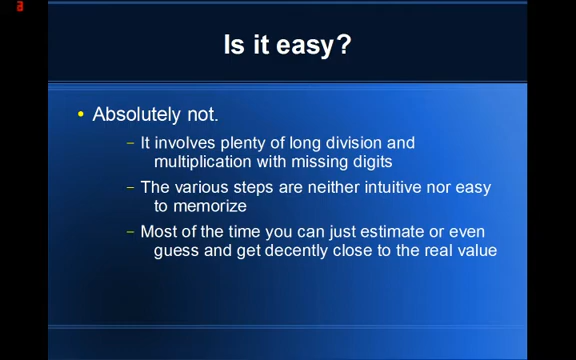 Is it easy?
Absolutely not.
– It involves plenty of long division and
multiplication with missing digits
– The various steps are neither intuitive nor easy
to memorize
– Most of the time you can just estimate or even
guess and get decently close to the real value